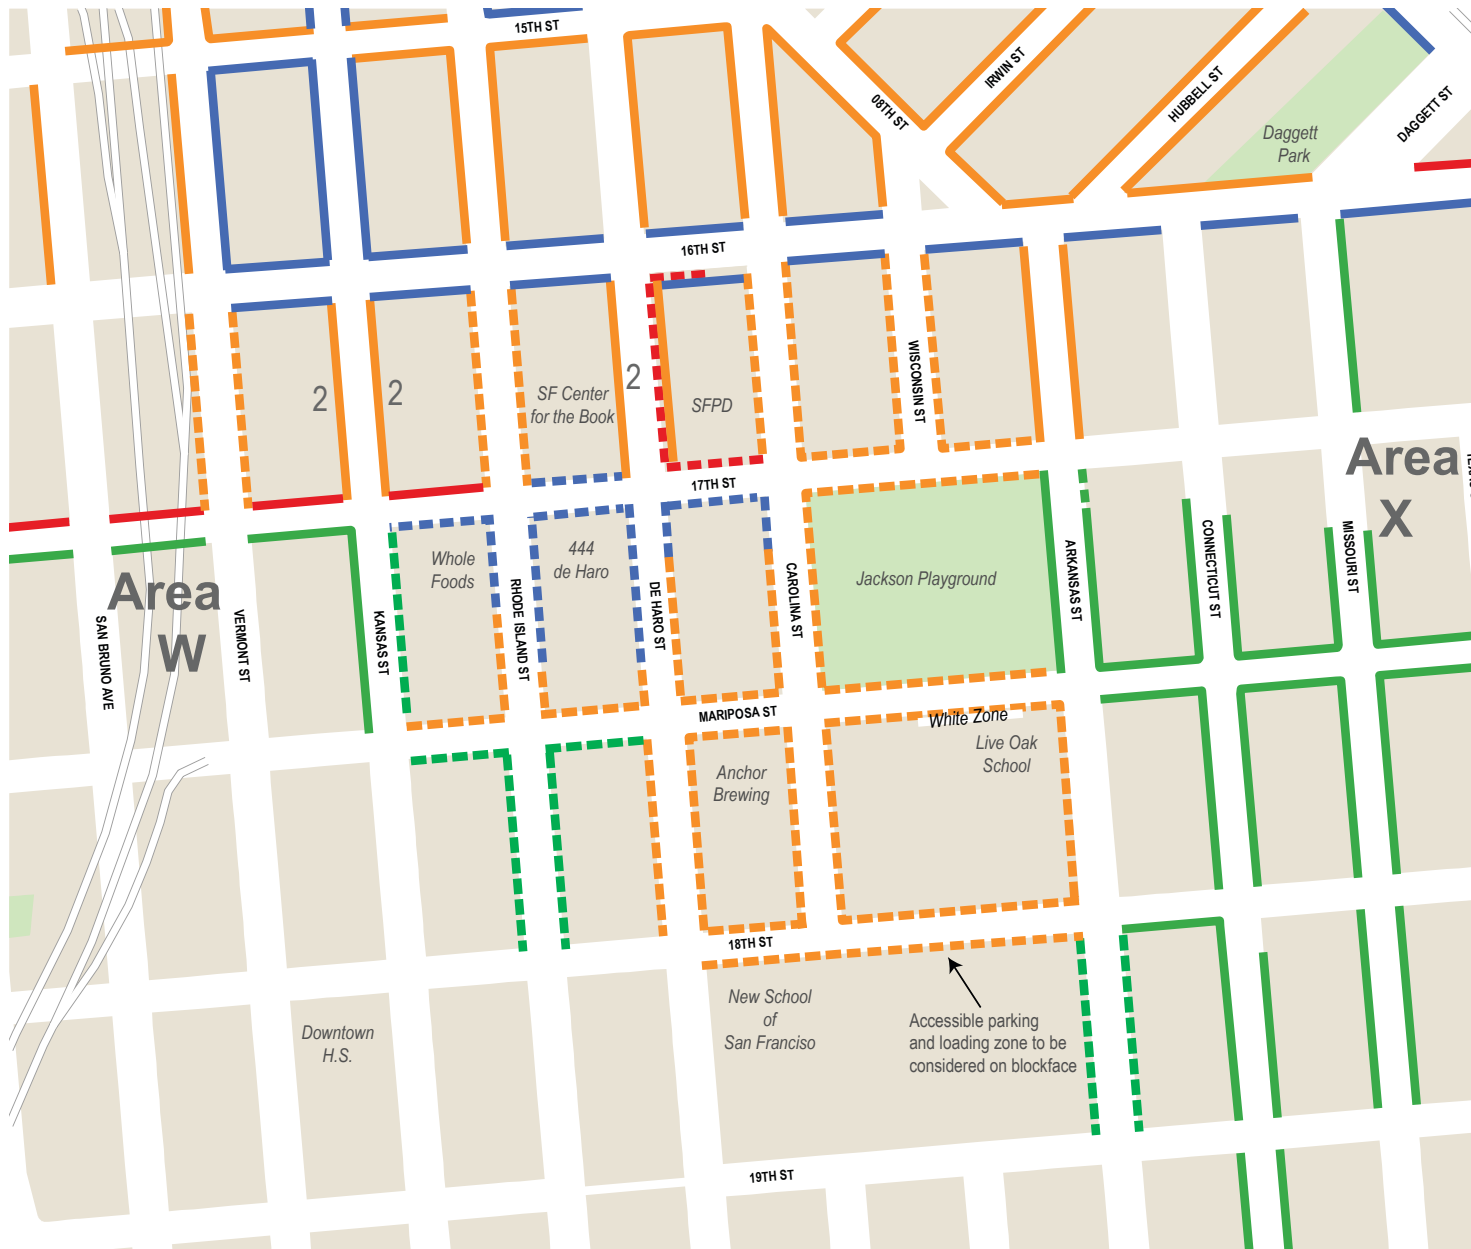 15TH ST
IRWIN ST
08TH ST
HUBBELL ST
DAGGETT ST
Daggett
Park
16TH ST
WISCONSIN ST
2
2
2
SF Center
for the Book
SFPD
Area
X
17TH ST
Whole
Foods
444
de Haro
Jackson Playground
Area
W
SAN BRUNO AVE
VERMONT ST
KANSAS ST
RHODE ISLAND ST
DE HARO ST
CAROLINA ST
ARKANSAS ST
CONNECTICUT ST
MISSOURI ST
MARIPOSA ST
White Zone
Live Oak
School
Anchor
Brewing
18TH ST
New School
of
San Franciso
Accessible parking
and loading zone to be
considered on blockface
Downtown
H.S.
19TH ST